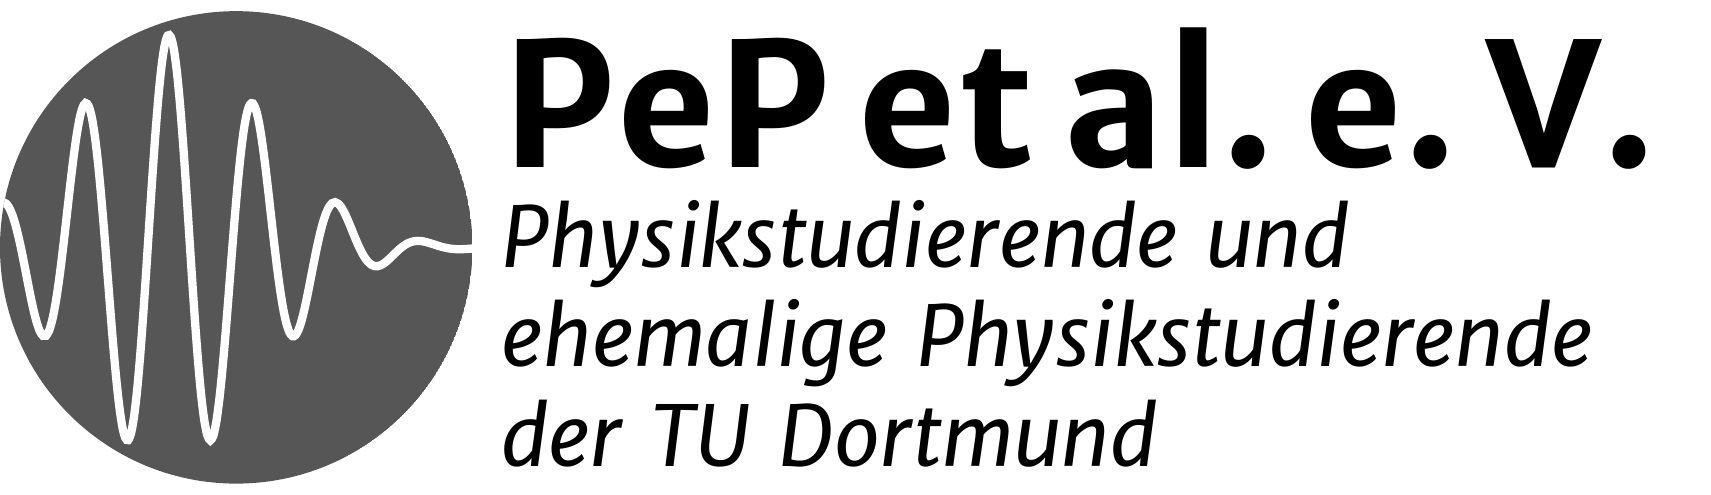 PeP et al. e. V.
Physikstudierende und
ehemalige Physikstudierende
der TU Dortmund